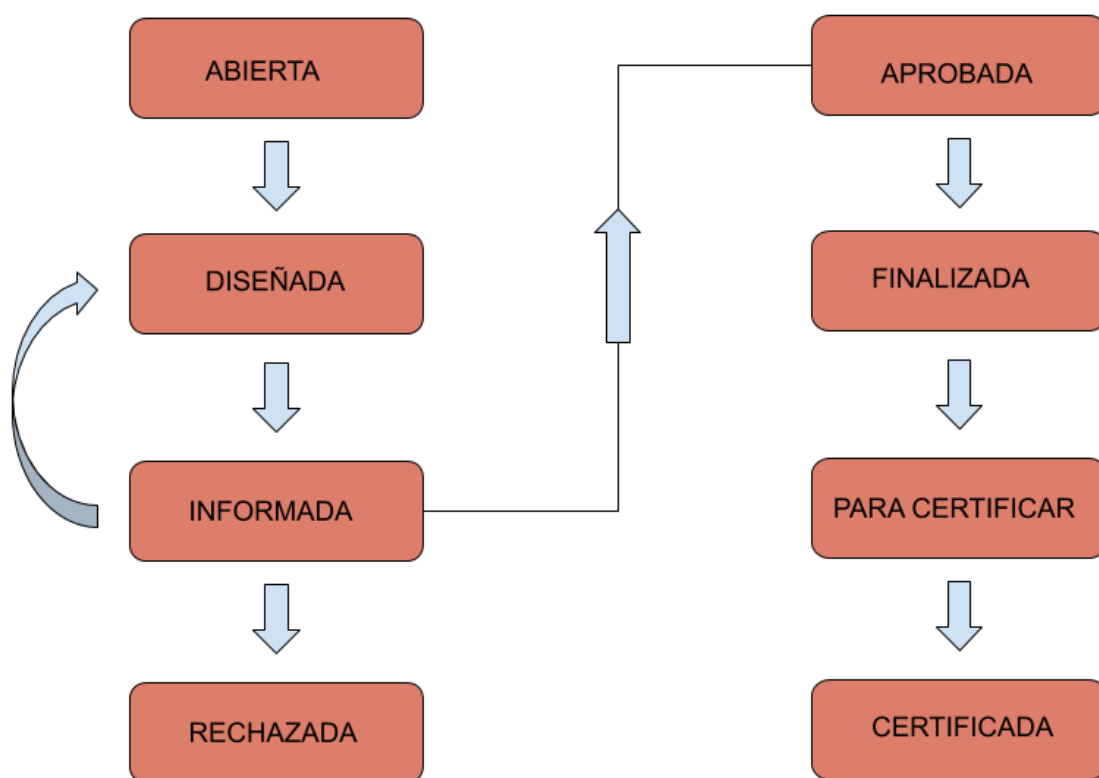 ABIERTA
DISEÑADA
INFORMADA
RECHAZADA
APROBADA
FINALIZADA
PARA CERTIFICAR
CERTIFICADA